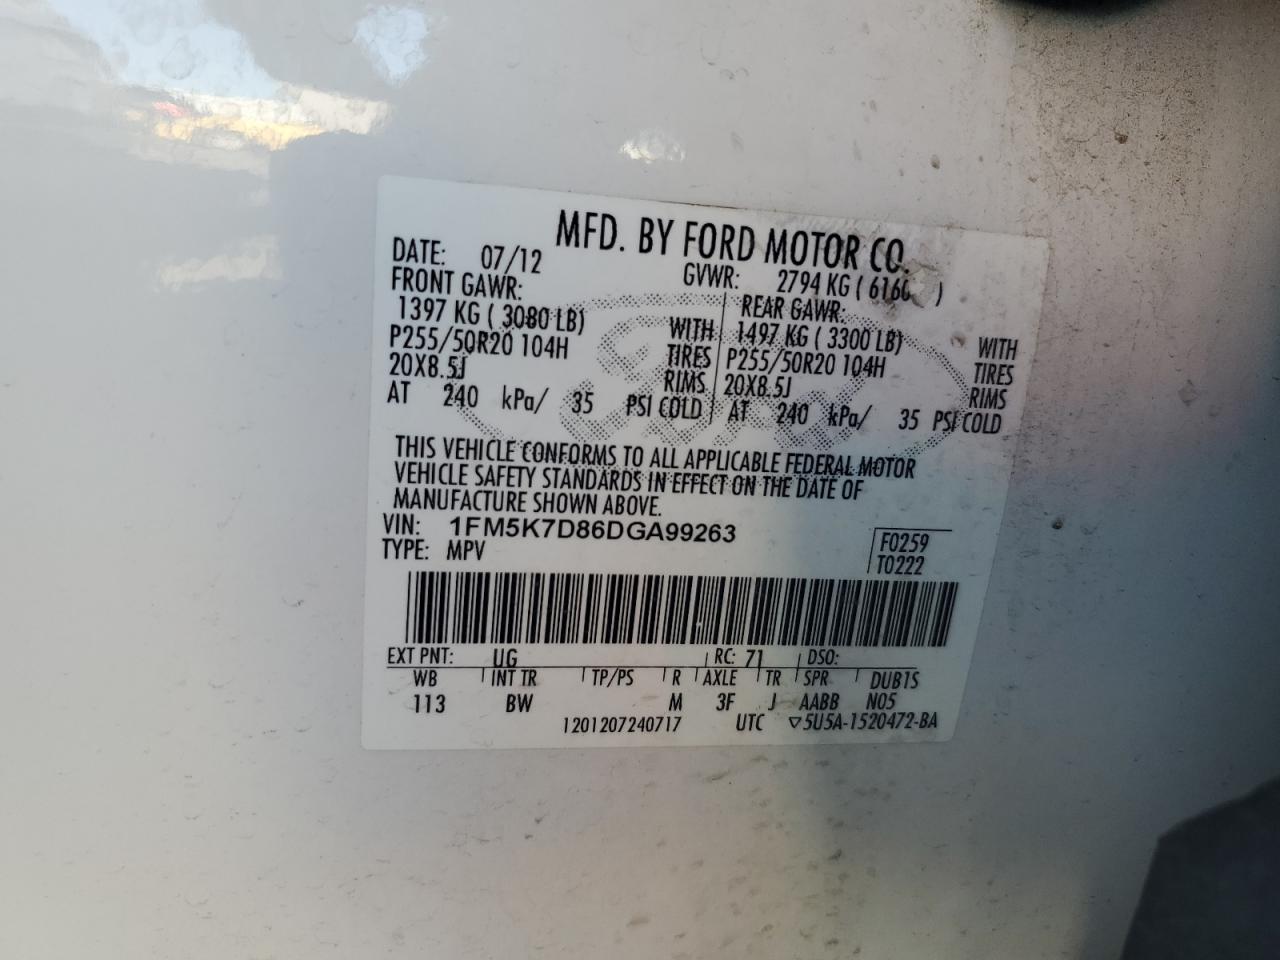 MFD. BY FORD MOTOR CO.
DATE: 07/12 GVWR: 2794 KG ( 616 )
FRONT GAWR: REAR GAWR:
1397 KG ( 3080 LB) WITH 1497 KG ( 3300 LB) WITH
P255/50R20 104H TIRES P255/50R20 104H TIRES
20X8.5J RIMS 20X8.5J RIMS
AT 240 kPa/ 35 PSI COLD AT 240 kPa/ 35 PSI COLD
Ford
THIS VEHICLE CONFORMS TO ALL APPLICABLE FEDERAL MOTOR
VEHICLE SAFETY STANDARDS IN EFFECT ON THE DATE OF
MANUFACTURE SHOWN ABOVE.
VIN: 1FM5K7D86DGA99263 F0259
TYPE: MPV T0222
EXT PNT: UG RC: 71 DSO:
WB INT TR TP/PS R AXLE TR SPR DUB1S
113 BW M 3F J AABB N05
1201207240717 UTC ▽5U5A-1520472-BA